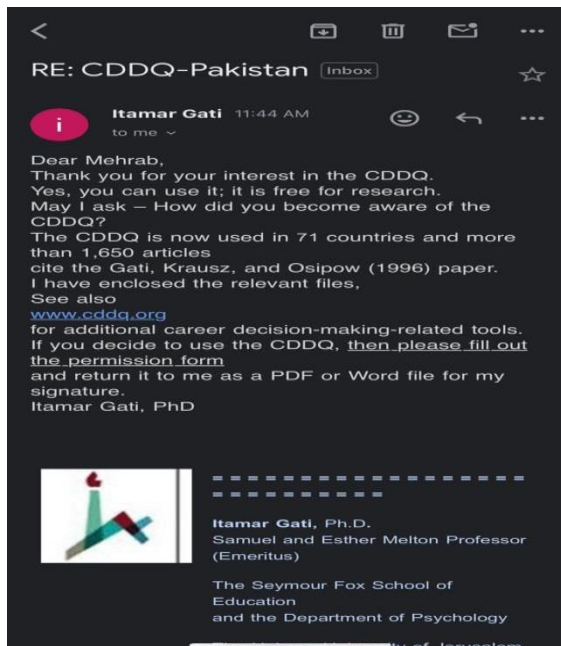 RE: CDDQ-Pakistan Inbox
i
Itamar Gati 11:44 AM
to me
Dear Mehrab,
Thank you for your interest in the CDDQ.
Yes, you can use it; it is free for research.
May I ask – How did you become aware of the
CDDQ?
The CDDQ is now used in 71 countries and more
than 1,650 articles
cite the Gati, Krausz, and Osipow (1996) paper.
I have enclosed the relevant files,
See also
www.cddq.org
for additional career decision-making-related tools.
If you decide to use the CDDQ, then please fill out
the permission form
and return it to me as a PDF or Word file for my
signature.
Itamar Gati, PhD
= = = = = = = = = = = = = = = = = =
= = = = = = = = = =
Itamar Gati, Ph.D.
Samuel and Esther Melton Professor
(Emeritus)
The Seymour Fox School of
Education
and the Department of Psychology
of Jerusalem